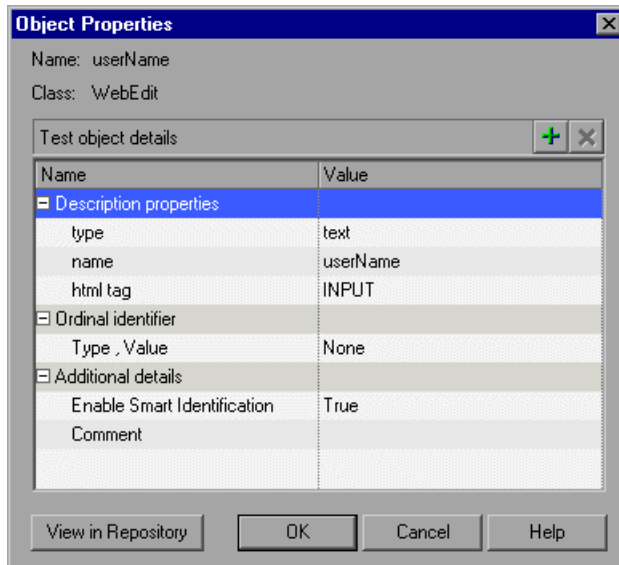 Object Properties
Name: userName
Class: WebEdit
Test object details
Name Value
Description properties
type text
name userName
html tag INPUT
Ordinal identifier
Type , Value None
Additional details
Enable Smart Identification True
Comment
View in Repository OK Cancel Help